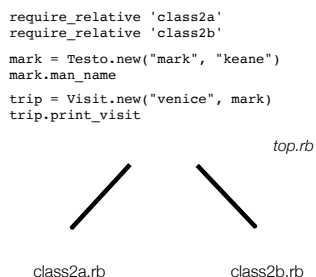 require_relative 'class2a'
require_relative 'class2b'
mark = Testo.new("mark", "keane")
mark.man_name
trip = Visit.new("venice", mark)
trip.print_visit
top.rb
class2a.rb class2b.rb